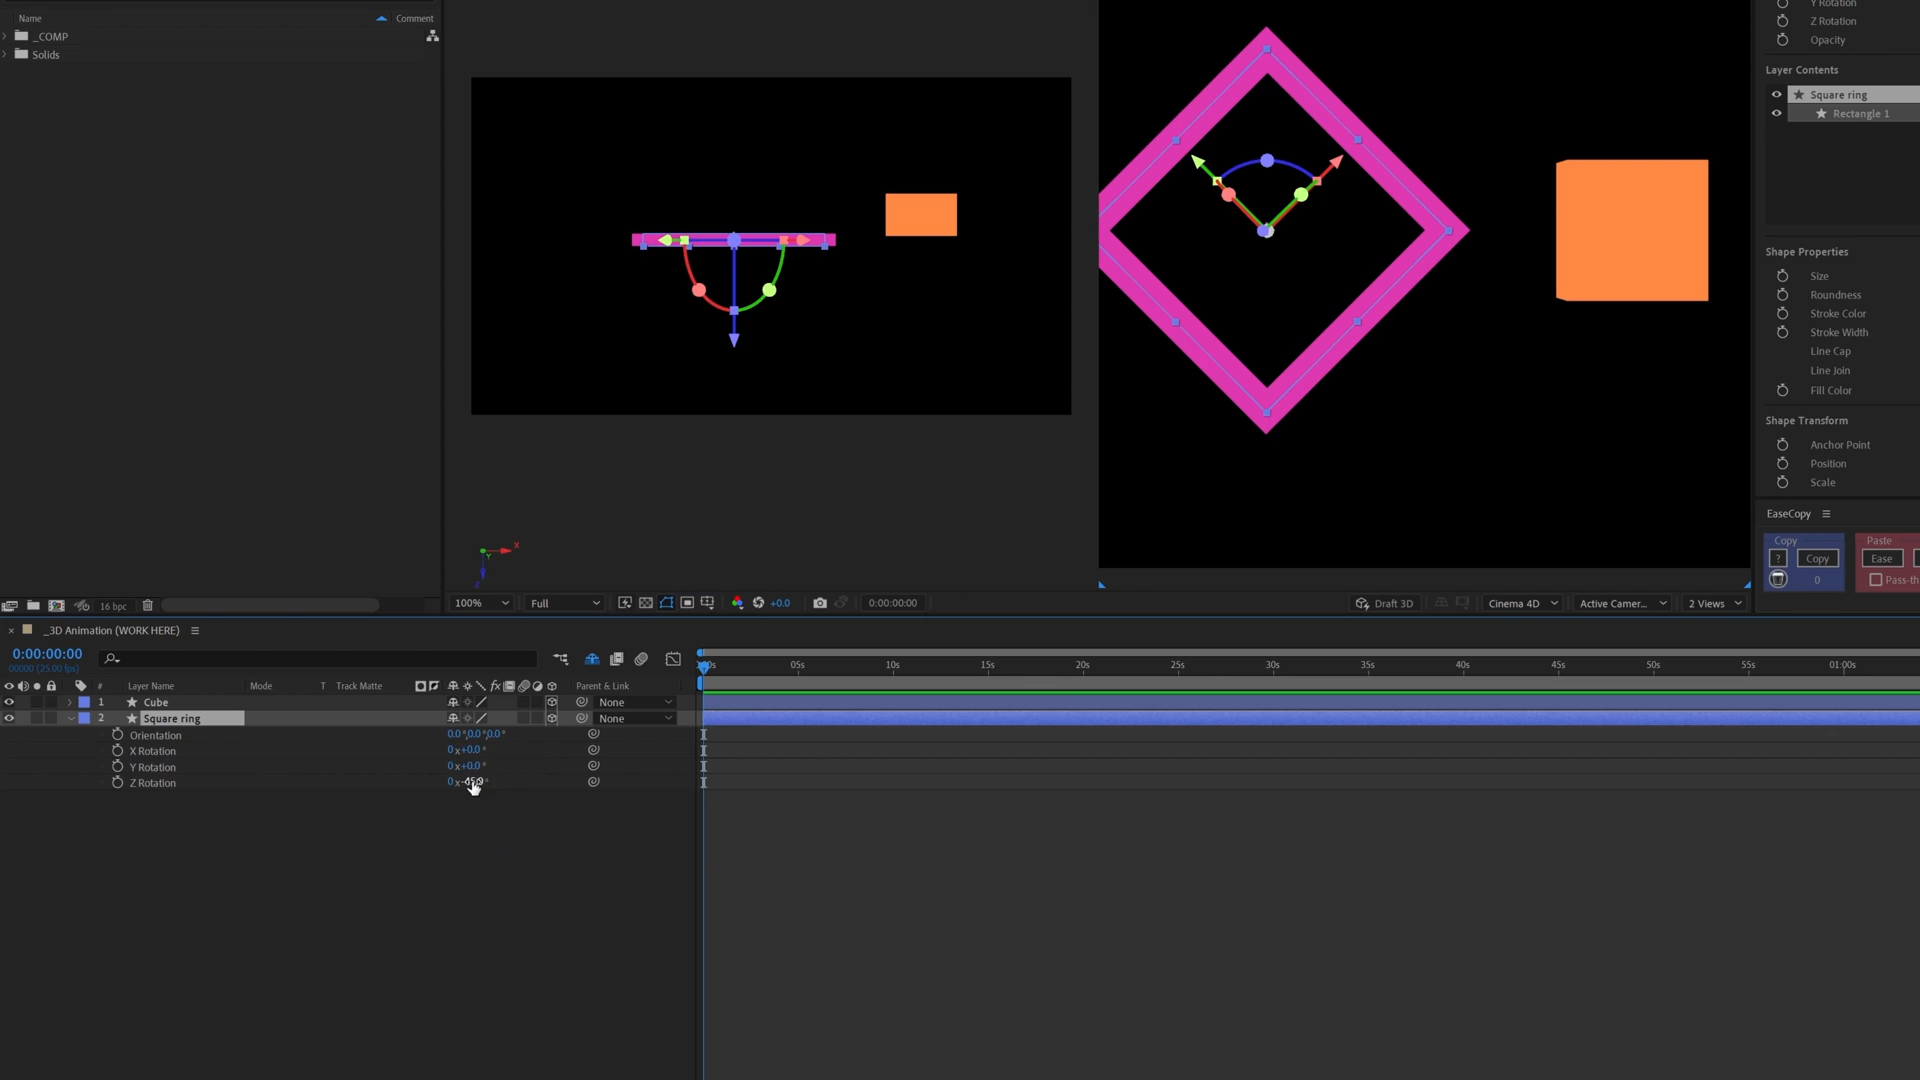 Name
Comment
_COMP
Solids
16 bpc
X
Y
Z
100%
Full
+0.0
0:00:00:00
Draft 3D
Cinema 4D
Active Camer...
2 Views
Y Rotation
Z Rotation
Opacity
Layer Contents
Square ring
Rectangle 1
Shape Properties
Size
Roundness
Stroke Color
Stroke Width
Line Cap
Line Join
Fill Color
Shape Transform
Anchor Point
Position
Scale
EaseCopy
Copy
Paste
?
Copy
Ease
0
Pass-th
_3D Animation (WORK HERE)
0:00:00:00
00000 (25.00 fps)
# Layer Name Mode T Track Matte fx Parent & Link
05s 10s 15s 20s 25s 30s 35s 40s 45s 50s 55s 01:00s
1 Cube None
2 Square ring None
Orientation 0.0°,0.0°,0.0°
X Rotation 0x+0.0°
Y Rotation 0x+0.0°
Z Rotation 0x